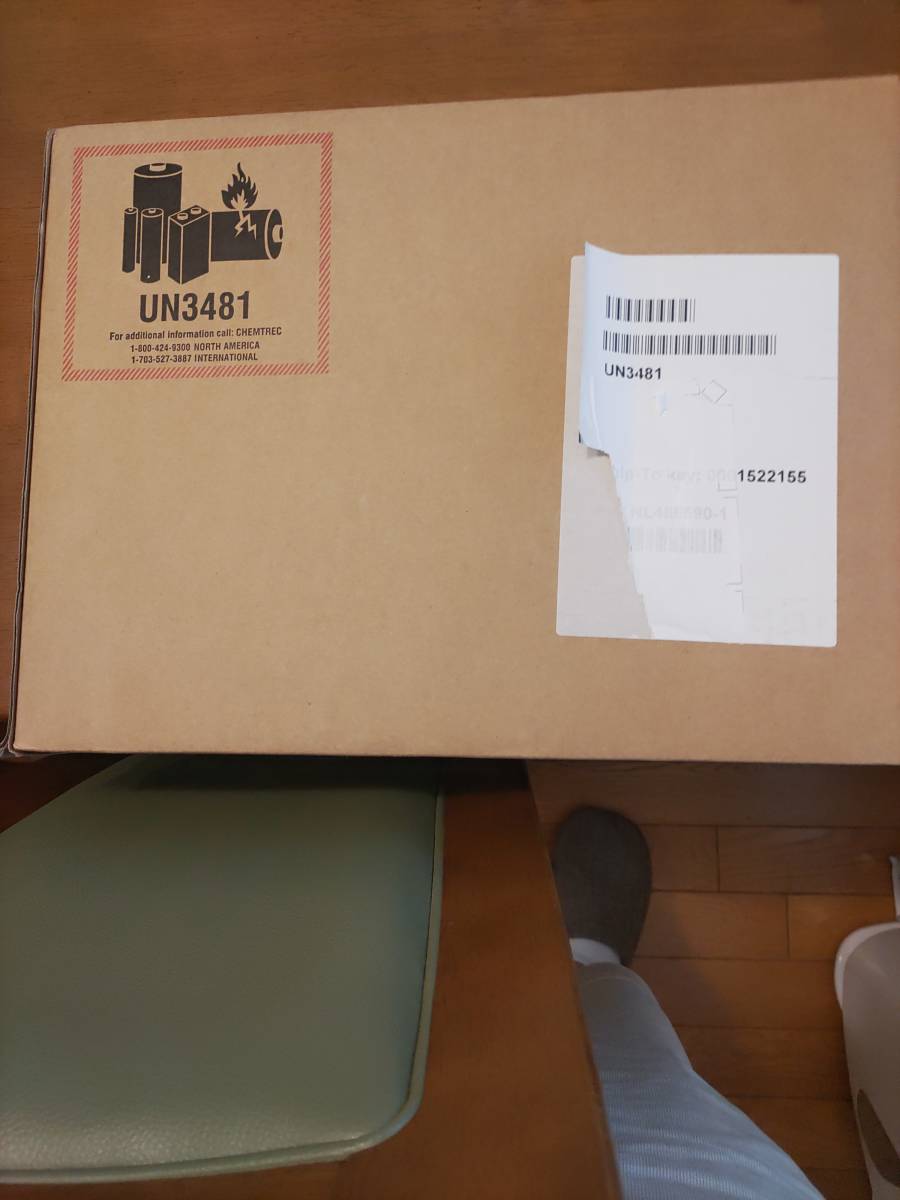 UN3481
For additional information call: CHEMTREC
1-800-424-9300 NORTH AMERICA
1-703-527-3887 INTERNATIONAL
UN3481
1522155